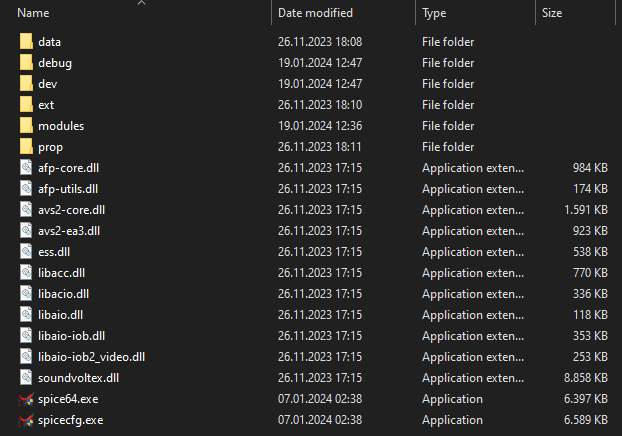 Name Date modified Type Size
data 26.11.2023 18:08 File folder
debug 19.01.2024 12:47 File folder
dev 19.01.2024 12:47 File folder
ext 26.11.2023 18:10 File folder
modules 19.01.2024 12:36 File folder
prop 26.11.2023 18:11 File folder
afp-core.dll 26.11.2023 17:15 Application exten... 984 KB
afp-utils.dll 26.11.2023 17:15 Application exten... 174 KB
avs2-core.dll 26.11.2023 17:15 Application exten... 1.591 KB
avs2-ea3.dll 26.11.2023 17:15 Application exten... 923 KB
ess.dll 26.11.2023 17:15 Application exten... 538 KB
libacc.dll 26.11.2023 17:15 Application exten... 770 KB
libacio.dll 26.11.2023 17:15 Application exten... 336 KB
libaio.dll 26.11.2023 17:15 Application exten... 118 KB
libaio-iob.dll 26.11.2023 17:15 Application exten... 353 KB
libaio-iob2_video.dll 26.11.2023 17:15 Application exten... 253 KB
soundvoltex.dll 26.11.2023 17:15 Application exten... 8.858 KB
spice64.exe 07.01.2024 02:38 Application 6.397 KB
spicecfg.exe 07.01.2024 02:38 Application 6.589 KB